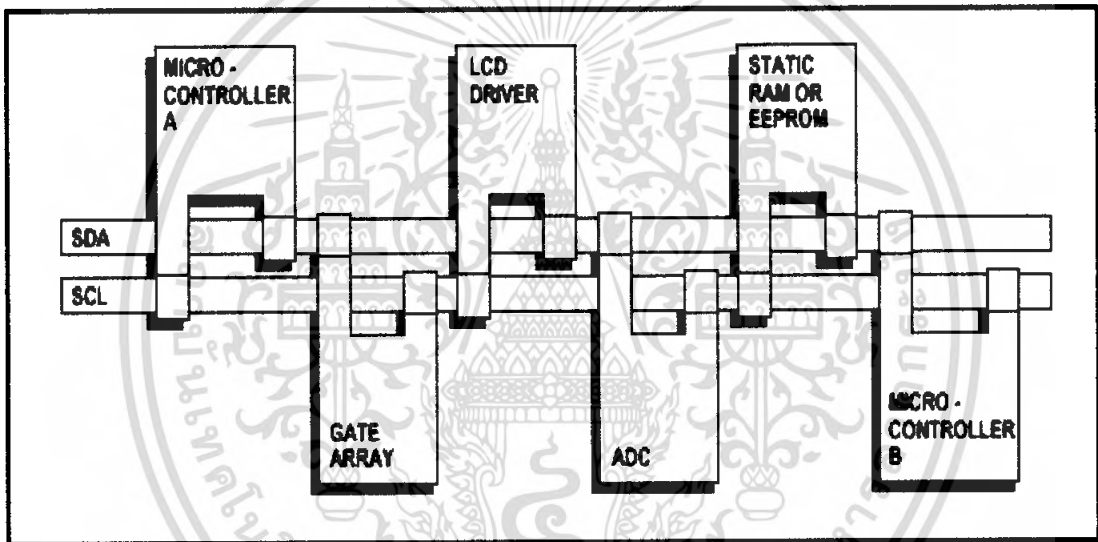 MICRO -
CONTROLLER
A
LCD
DRIVER
STATIC
RAM OR
EEPROM
SDA
SCL
GATE
ARRAY
ADC
MICRO -
CONTROLLER
B